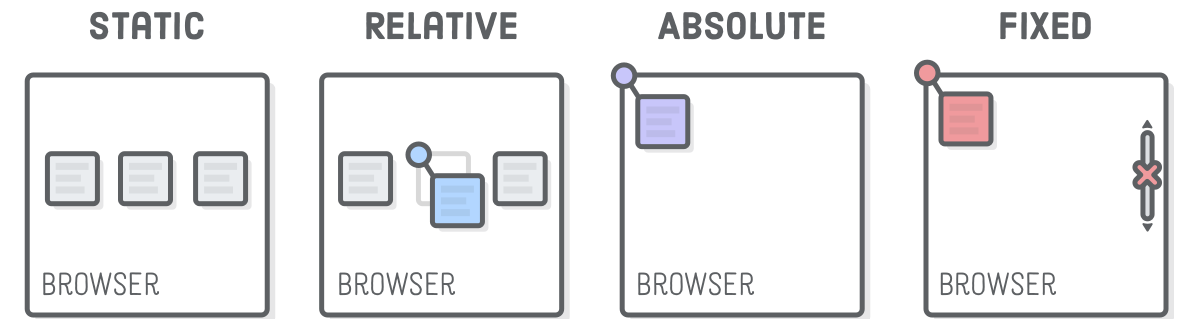 STATIC
RELATIVE
ABSOLUTE
FIXED
BROWSER
BROWSER
BROWSER
BROWSER